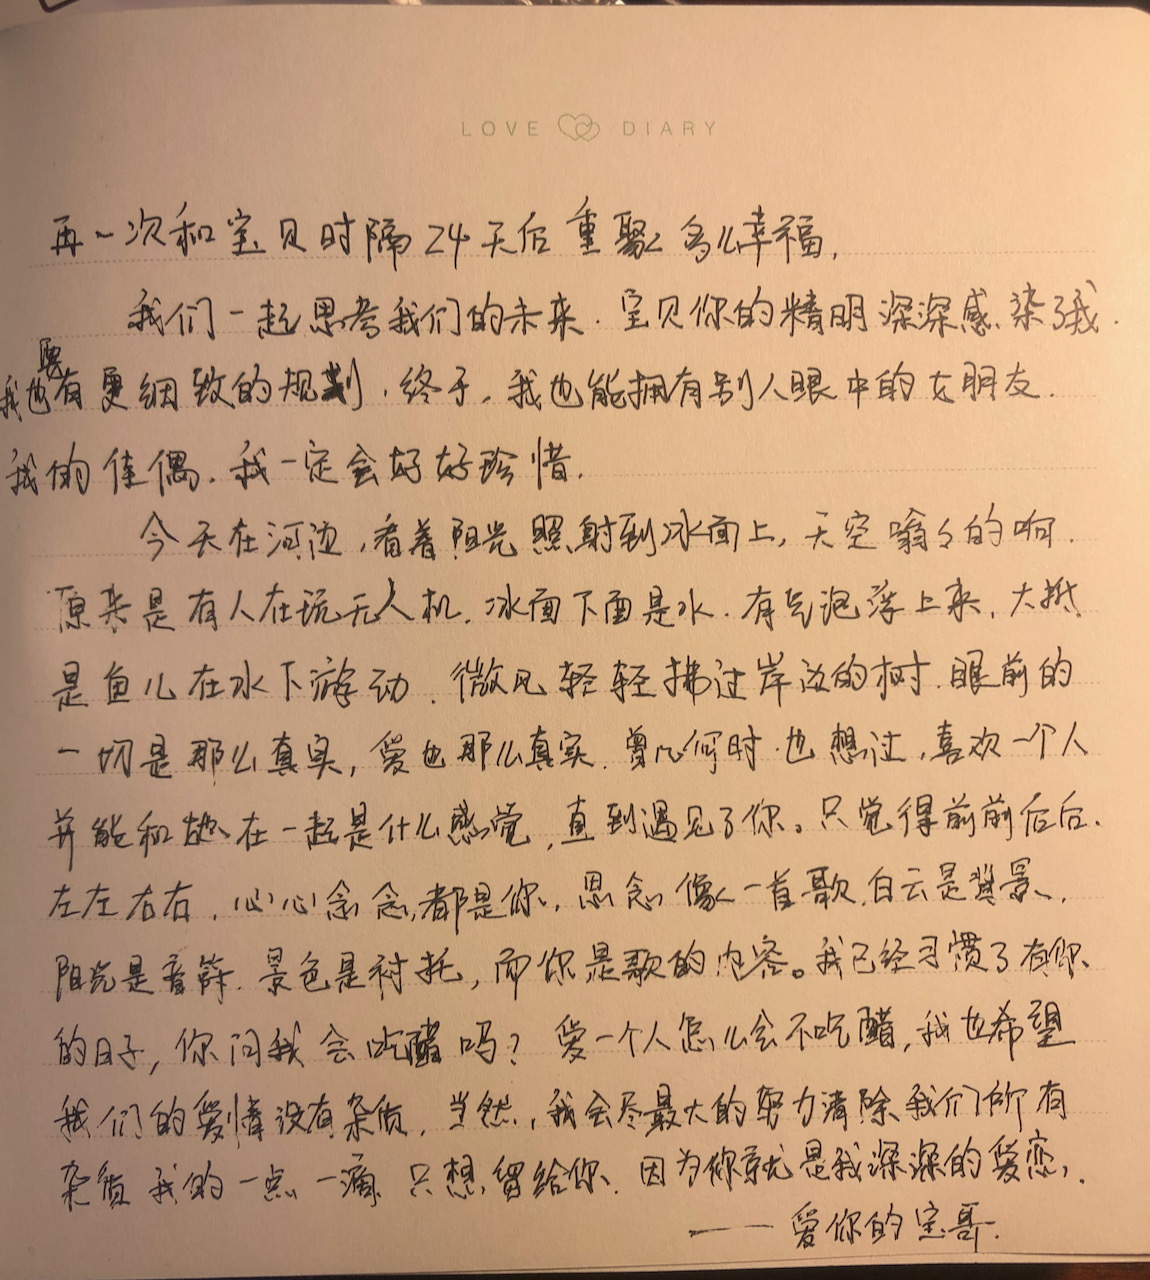 LOVE DIARY
再一次和宝贝时隔24天后重聚,多么幸福,
我们一起思考我们的未来.宝贝你的精明深深感染了我.
我也要有更细致的规划,终于,我也能拥有别人眼中的女朋友.
我的佳偶.我一定会好好珍惜.
今天在河边,看着阳光照射到冰面上,天空嗡々的响.
原来是有人在玩无人机.冰面下面是水.有气泡浮上来,大抵
是鱼儿在水下游动.微风轻轻拂过岸边的树.眼前的
一切是那么真实,爱也那么真实.曾几何时也想过,喜欢一个人
并能和她在一起是什么感觉,直到遇见了你。只觉得前前后后.
左左右右,心心念念,都是你,思念像一首歌,白云是背景,
阳光是音符.景色是衬托,而你是歌的内容。我已经习惯了有你
的日子,你问我会吃醋吗?爱一个人怎么会不吃醋,我也希望
我们的爱情没有杂质.当然,我会尽最大的努力清除我们所有
杂质 我的一点一滴 只想留给你.因为你就是我深深的爱恋,.
——爱你的宝哥.